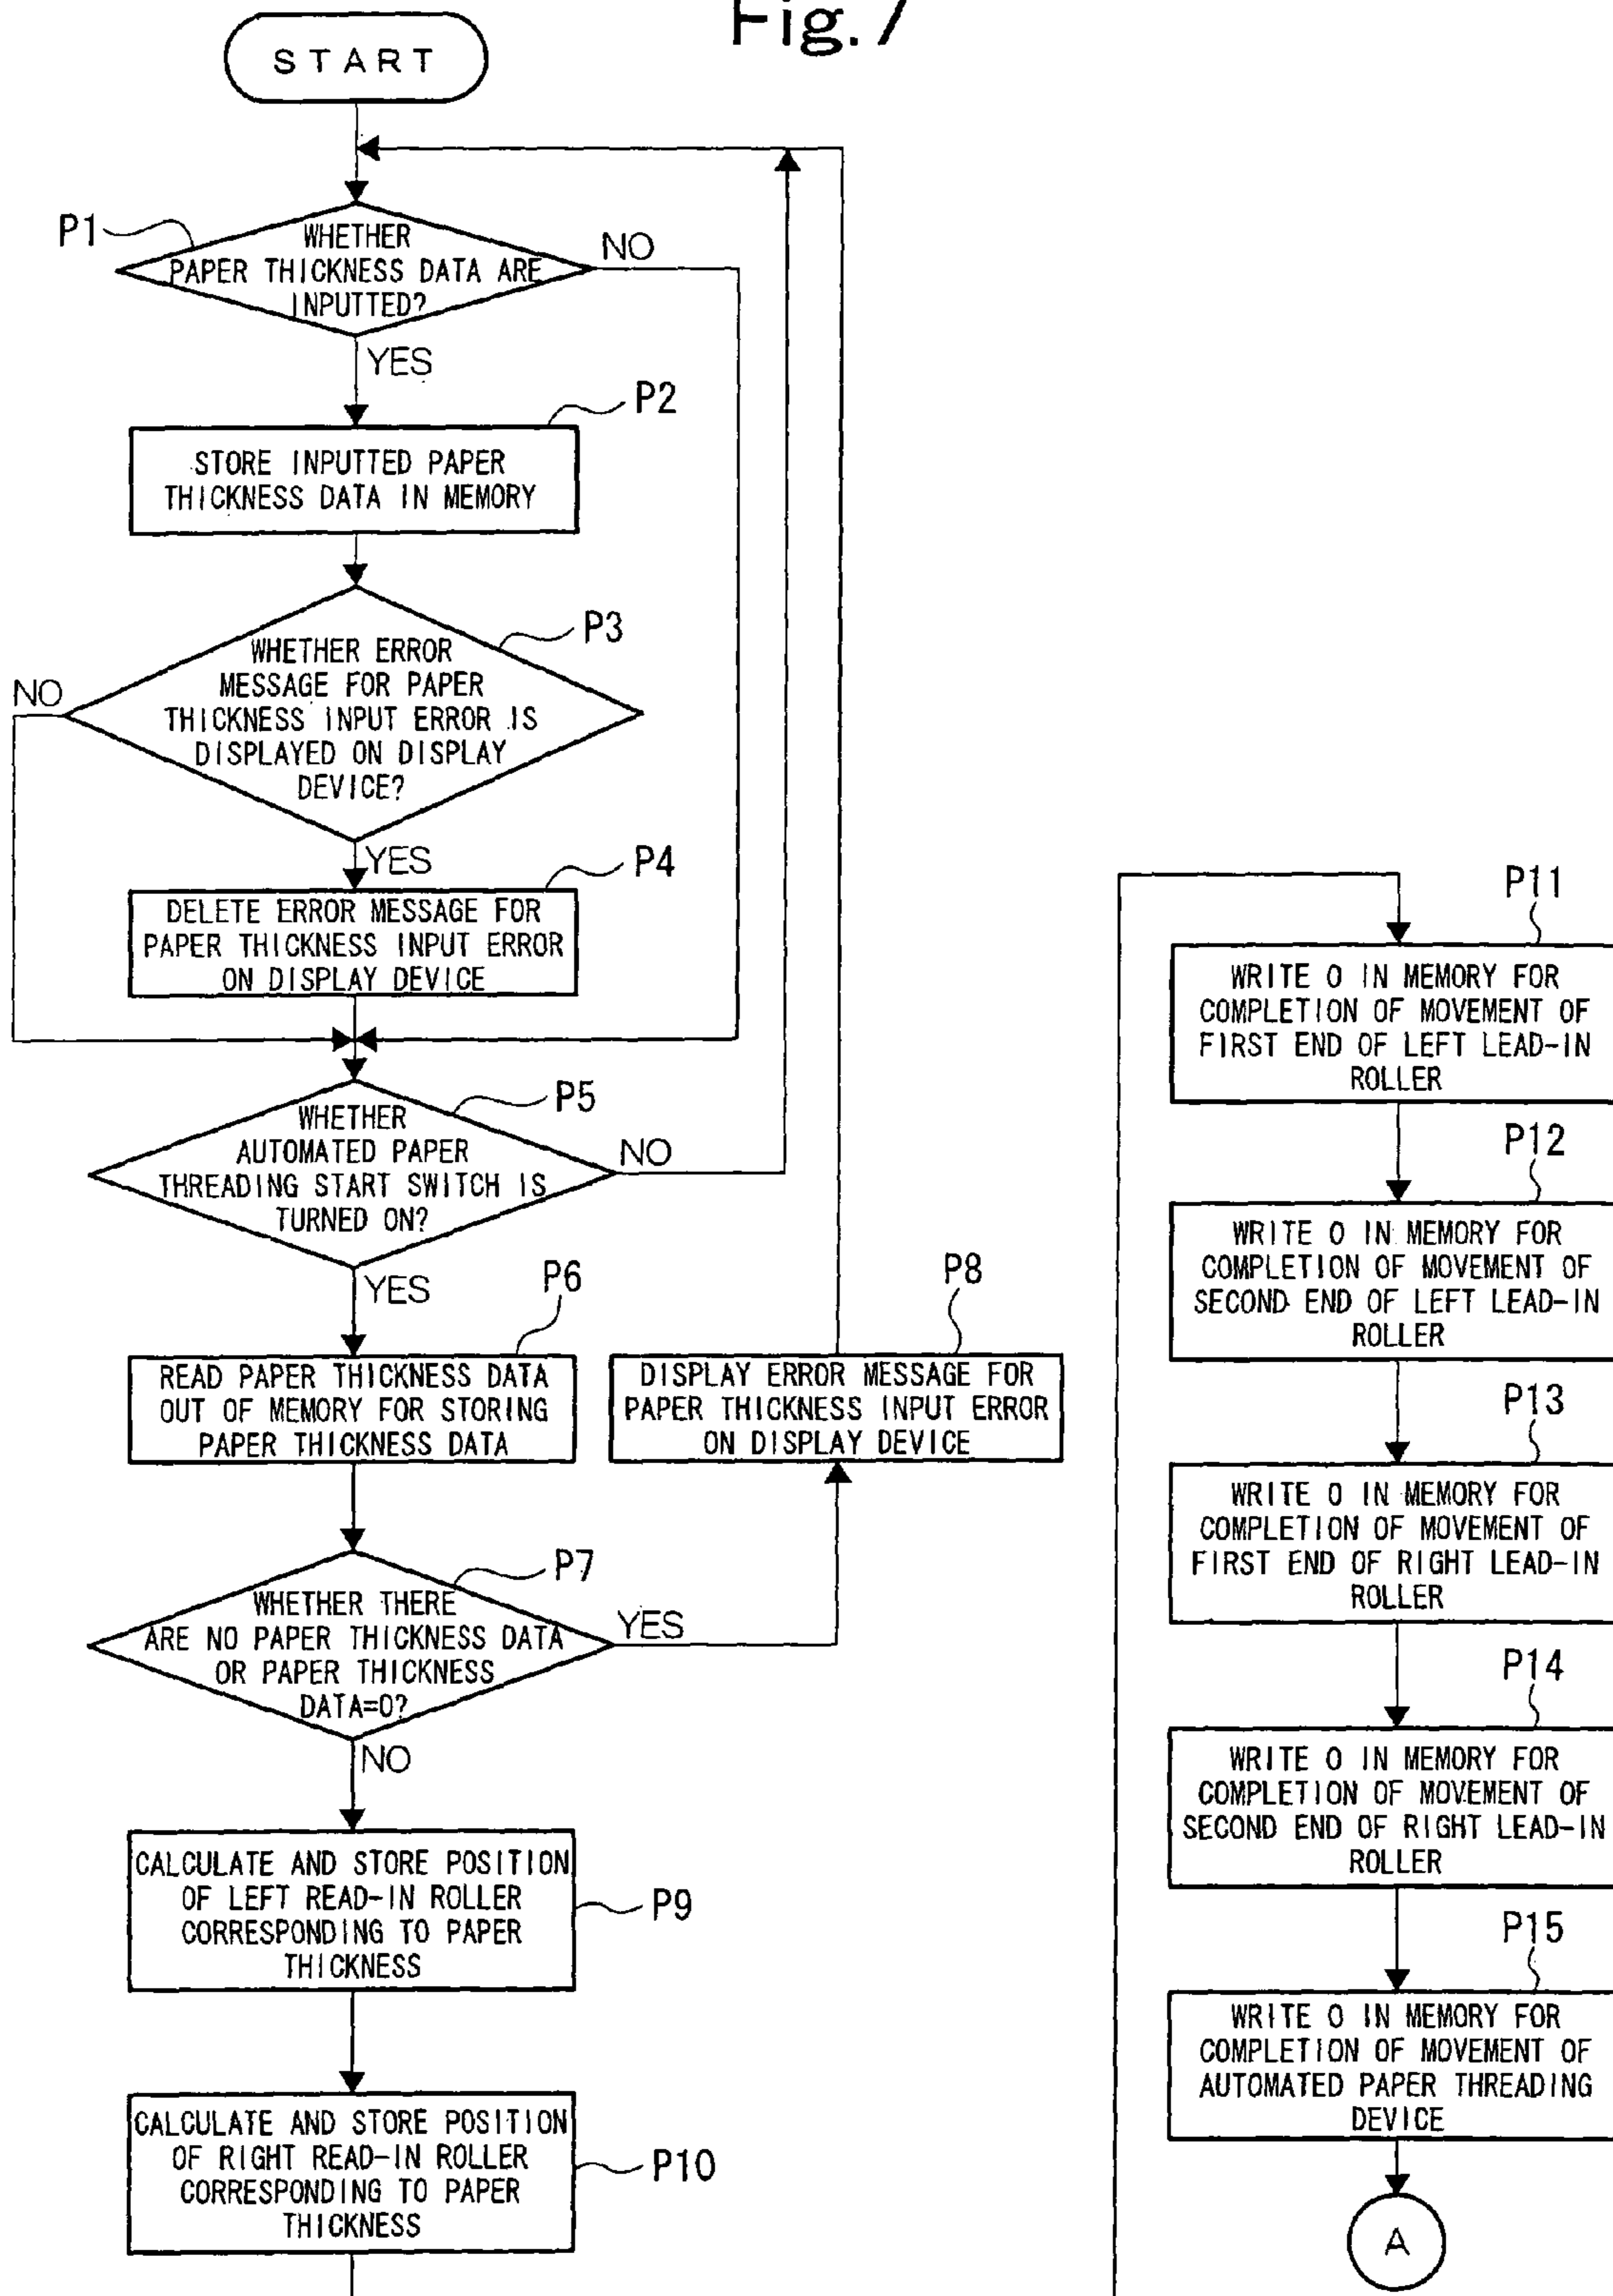 Fig. 7
START
P1
WHETHER
PAPER THICKNESS DATA ARE
INPUTTED?
NO
YES
P2
STORE INPUTTED PAPER
THICKNESS DATA IN MEMORY
P3
WHETHER ERROR
MESSAGE FOR PAPER
THICKNESS INPUT ERROR IS
DISPLAYED ON DISPLAY
DEVICE?
NO
YES
P4
DELETE ERROR MESSAGE FOR
PAPER THICKNESS INPUT ERROR
ON DISPLAY DEVICE
P5
WHETHER
AUTOMATED PAPER
THREADING START SWITCH IS
TURNED ON?
NO
YES
P6
READ PAPER THICKNESS DATA
OUT OF MEMORY FOR STORING
PAPER THICKNESS DATA
P8
DISPLAY ERROR MESSAGE FOR
PAPER THICKNESS INPUT ERROR
ON DISPLAY DEVICE
P7
WHETHER THERE
ARE NO PAPER THICKNESS DATA
OR PAPER THICKNESS
DATA=0?
YES
NO
CALCULATE AND STORE POSITION
OF LEFT READ-IN ROLLER
CORRESPONDING TO PAPER
THICKNESS
P9
CALCULATE AND STORE POSITION
OF RIGHT READ-IN ROLLER
CORRESPONDING TO PAPER
THICKNESS
P10
P11
WRITE 0 IN MEMORY FOR
COMPLETION OF MOVEMENT OF
FIRST END OF LEFT LEAD-IN
ROLLER
P12
WRITE 0 IN MEMORY FOR
COMPLETION OF MOVEMENT OF
SECOND END OF LEFT LEAD-IN
ROLLER
P13
WRITE 0 IN MEMORY FOR
COMPLETION OF MOVEMENT OF
FIRST END OF RIGHT LEAD-IN
ROLLER
P14
WRITE 0 IN MEMORY FOR
COMPLETION OF MOVEMENT OF
SECOND END OF RIGHT LEAD-IN
ROLLER
P15
WRITE 0 IN MEMORY FOR
COMPLETION OF MOVEMENT OF
AUTOMATED PAPER THREADING
DEVICE
A